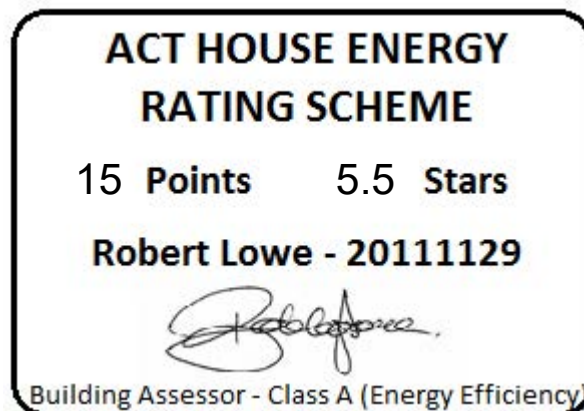 ACT HOUSE ENERGY
RATING SCHEME
15 Points 5.5 Stars
Robert Lowe - 20111129
Building Assessor - Class A (Energy Efficiency)